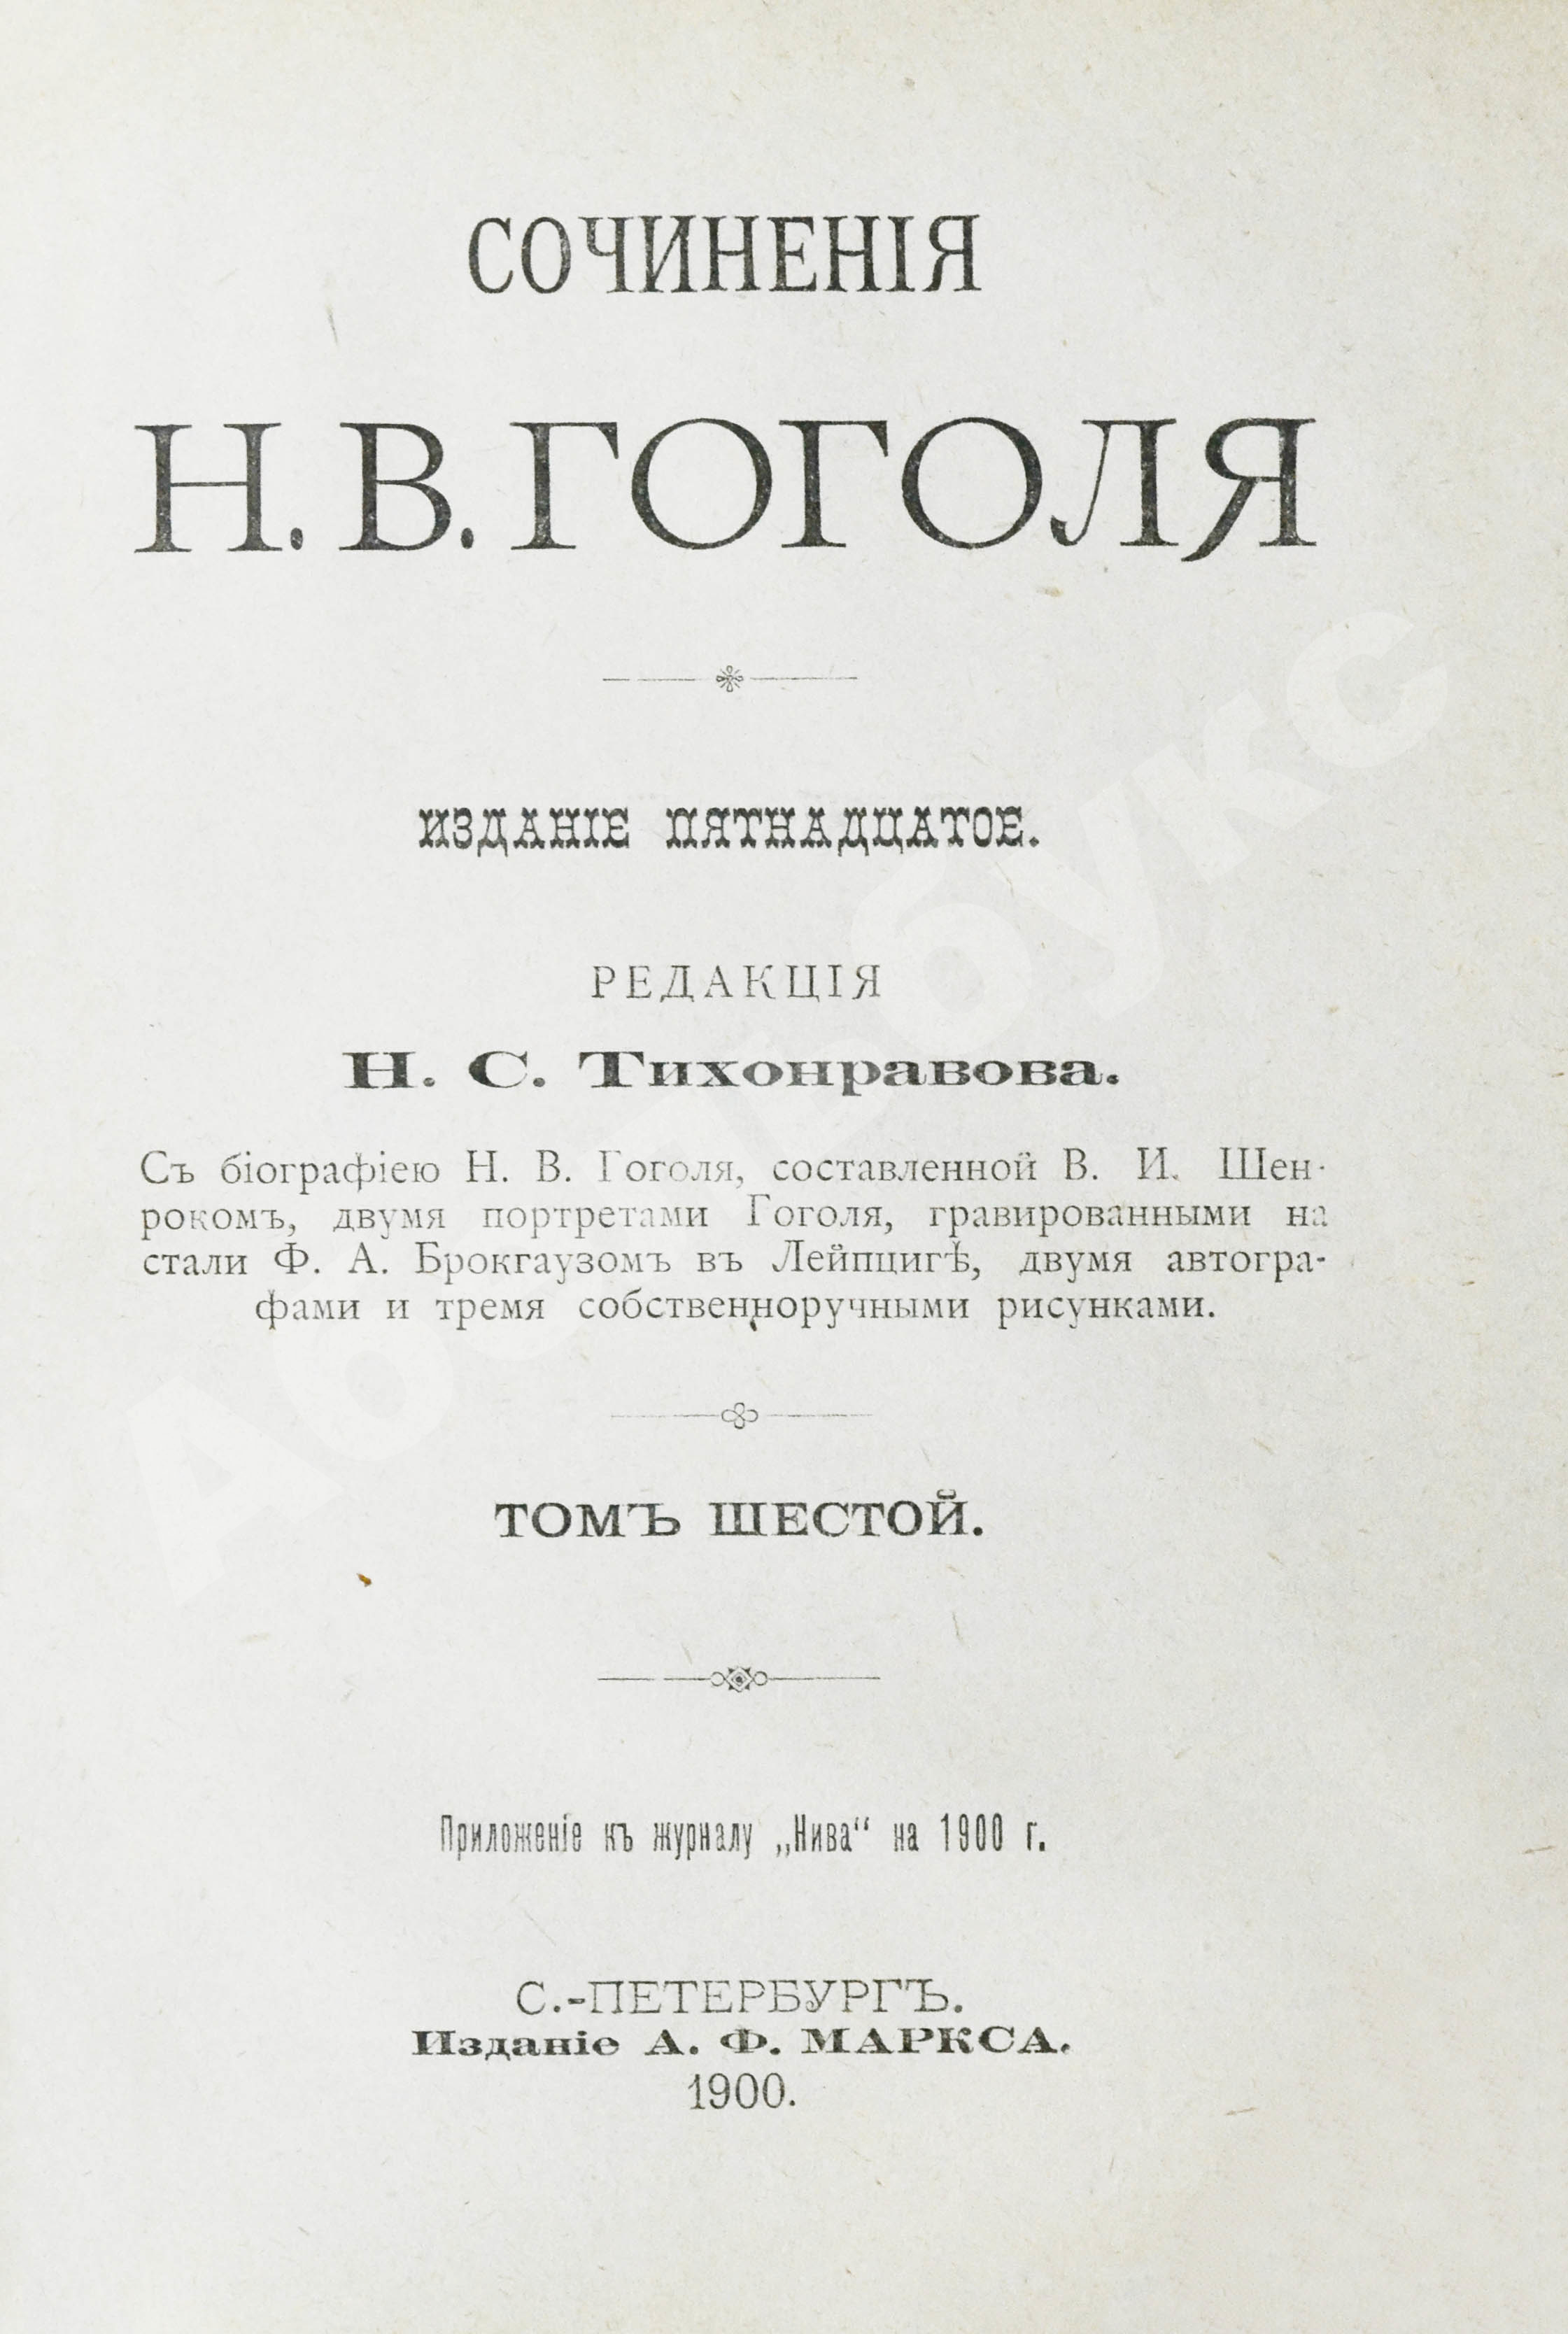 СОЧИНЕНІЯ
Н. В. ГОГОЛЯ
ИЗДАНІЕ ПЯТНАДЦАТОЕ.
РЕДАКЦІЯ
Н. С. Тихонравова.
Съ біографіею Н. В. Гоголя, составленной В. И. Шен-
рокомъ, двумя портретами Гоголя, гравированными на
стали Ф. А. Брокгаузомъ въ Лейпцигѣ, двумя автогра-
фами и тремя собственноручными рисунками.
ТОМЪ ШЕСТОЙ.
Приложеніе къ журналу „Нива“ на 1900 г.
С.-ПЕТЕРБУРГЪ.
Изданіе А. Ф. МАРКСА.
1900.